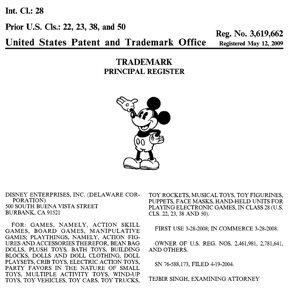 Int. Cl.: 28
Prior U.S. Cls.: 22, 23, 38, and 50
Reg. No. 3,619,662
United States Patent and Trademark Office
Registered May 12, 2009
TRADEMARK
PRINCIPAL REGISTER
DISNEY ENTERPRISES, INC. (DELAWARE COR-
PORATION)
500 SOUTH BUENA VISTA STREET
BURBANK, CA 91521
FOR: GAMES, NAMELY, ACTION SKILL
GAMES, BOARD GAMES, MANIPULATIVE
GAMES; PLAYTHINGS, NAMELY, ACTION FIG-
URES AND ACCESSORIES THEREFOR, BEAN BAG
DOLLS, PLUSH TOYS, BATH TOYS, BUILDING
BLOCKS, DOLLS AND DOLL CLOTHING, DOLL
PLAYSETS, CRIB TOYS, ELECTRIC ACTION TOYS,
PARTY FAVORS IN THE NATURE OF SMALL
TOYS, MULTIPLE ACTIVITY TOYS, WIND-UP
TOYS, TOY VEHICLES, TOY CARS, TOY TRUCKS,
TOY ROCKETS, MUSICAL TOYS, TOY FIGURINES,
PUPPETS, FACE MASKS, HAND-HELD UNITS FOR
PLAYING ELECTRONIC GAMES, IN CLASS 28 (U.S.
CLS. 22, 23, 38 AND 50).
FIRST USE 3-28-2008; IN COMMERCE 3-28-2008.
OWNER OF U.S. REG. NOS. 2,461,981, 2,781,641,
AND OTHERS.
SN 76-588,173, FILED 4-19-2004.
TEJBIR SINGH, EXAMINING ATTORNEY